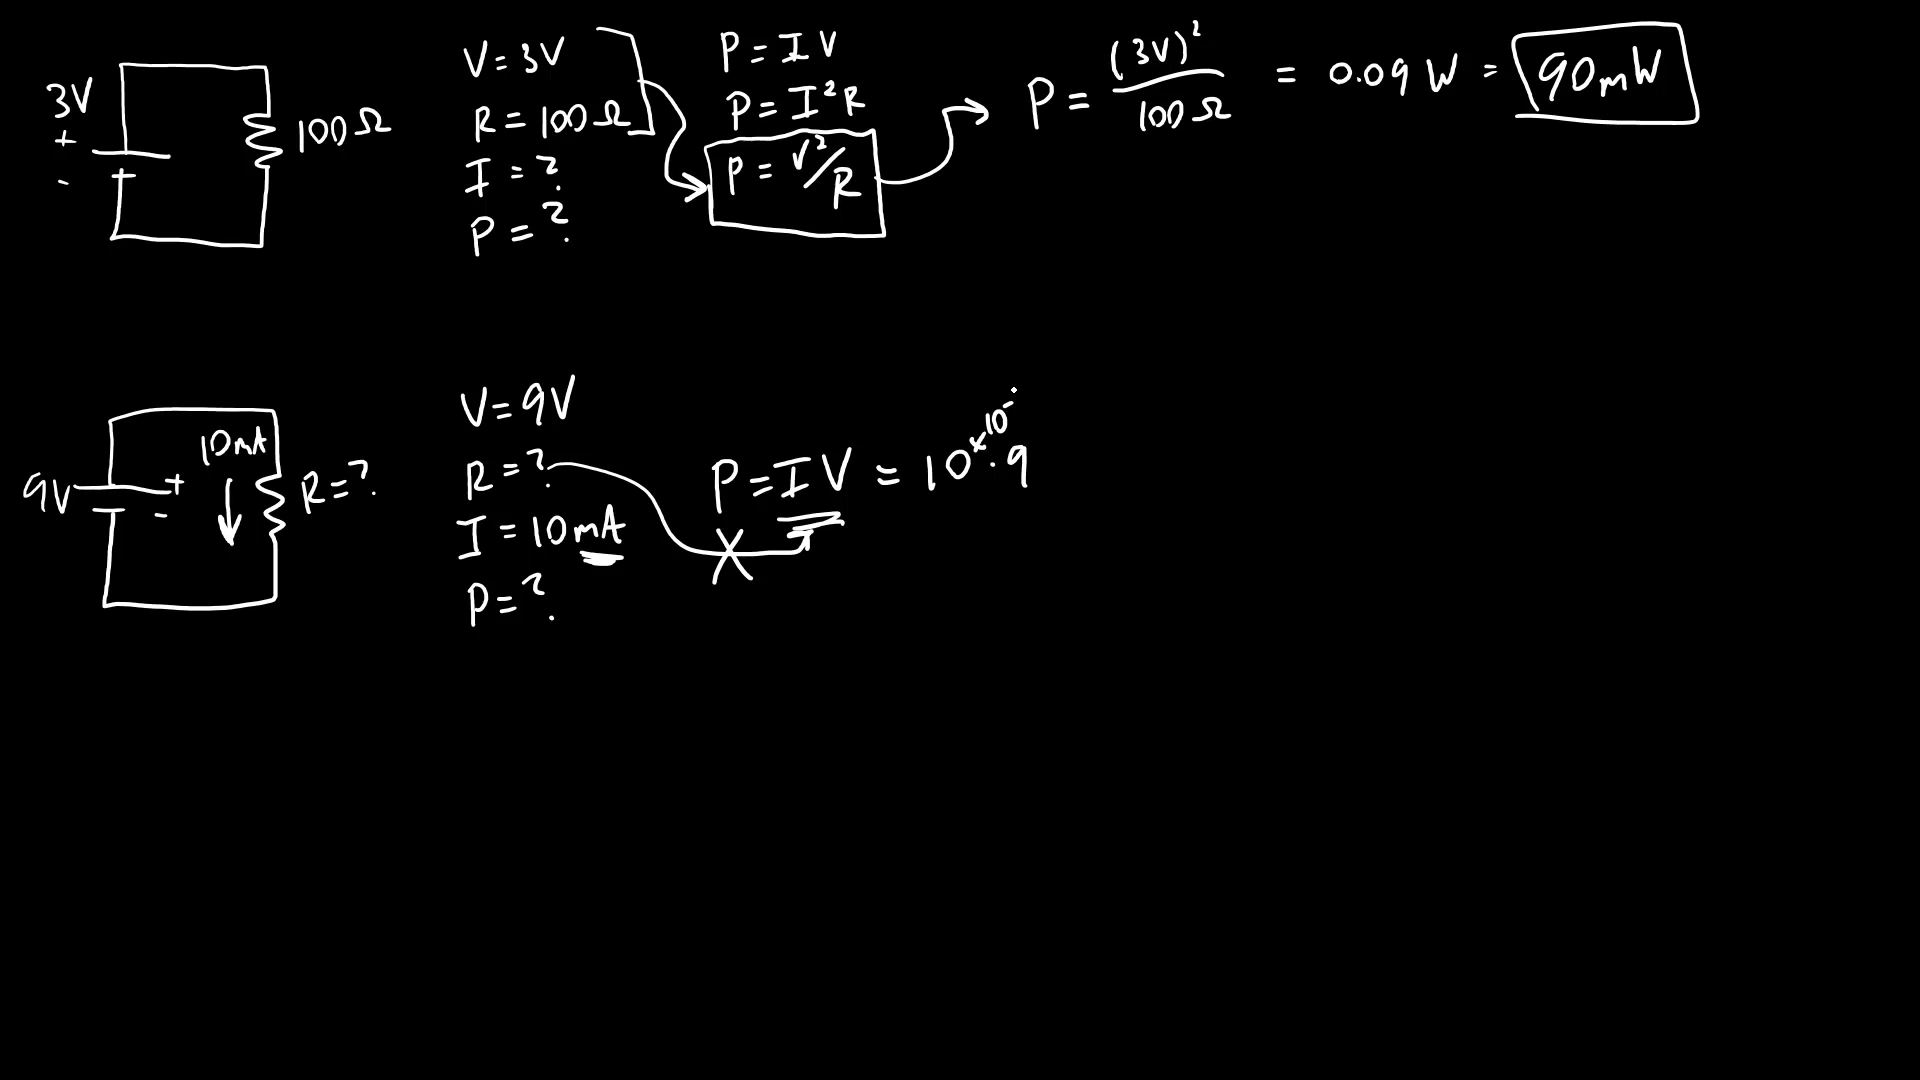 3V
+
-
100Ω
V=3V
R=100Ω
I=?
P=?
P=IV
P=I²R
P=V²/R
P=(3V)²/100Ω = 0.09W = 90mW
9V
+
-
10mA
R=?
V=9V
R=?
I=10mA
P=?
P=IV=10×10⁻·9